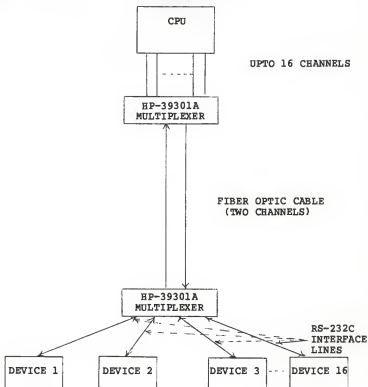 CPU
UPTO 16 CHANNELS
HP-39301A
MULTIPLEXER
FIBER OPTIC CABLE
(TWO CHANNELS)
HP-39301A
MULTIPLEXER
RS-232C
INTERFACE
LINES
DEVICE 1
DEVICE 2
DEVICE 3
DEVICE 16